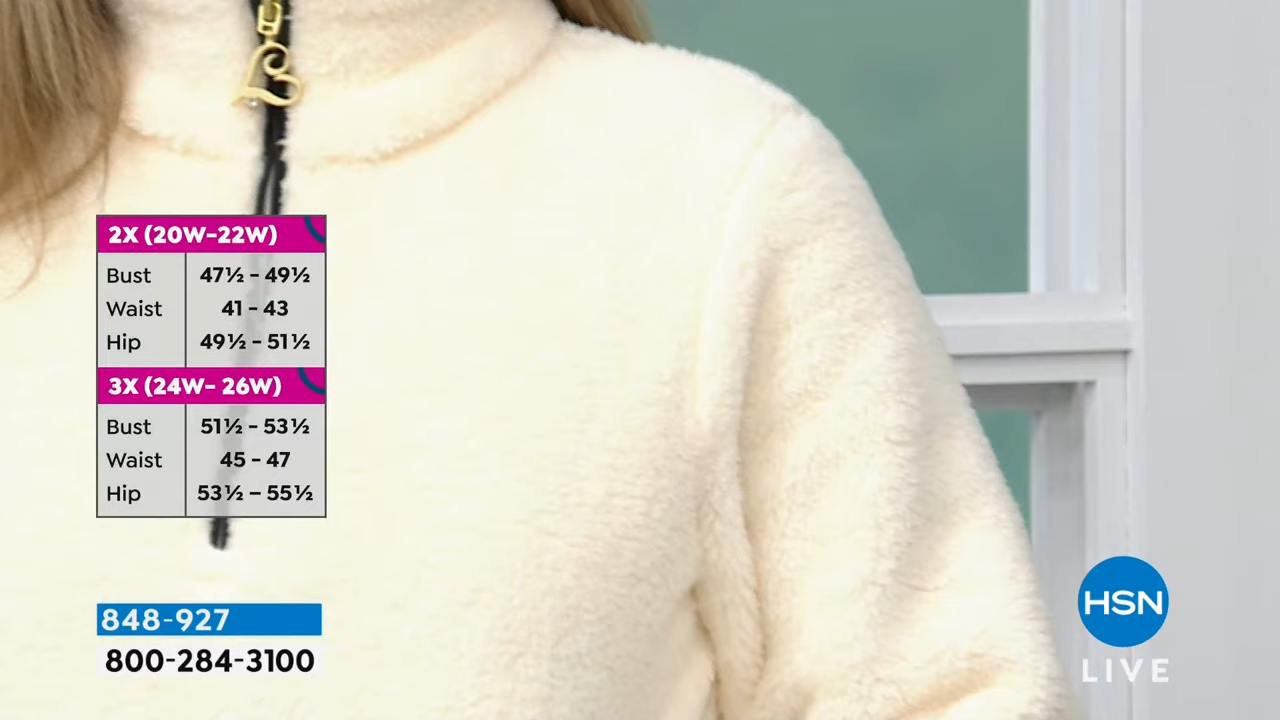 2X (20W-22W)
Bust 47½ - 49½
Waist 41 - 43
Hip 49½ - 51½
3X (24W- 26W)
Bust 51½ - 53½
Waist 45 - 47
Hip 53½ - 55½
848-927
800-284-3100
HSN
LIVE